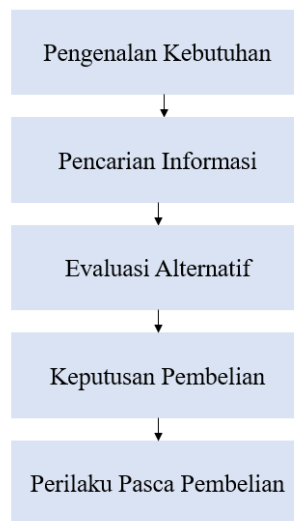 Pengenalan Kebutuhan
Pencarian Informasi
Evaluasi Alternatif
Keputusan Pembelian
Perilaku Pasca Pembelian